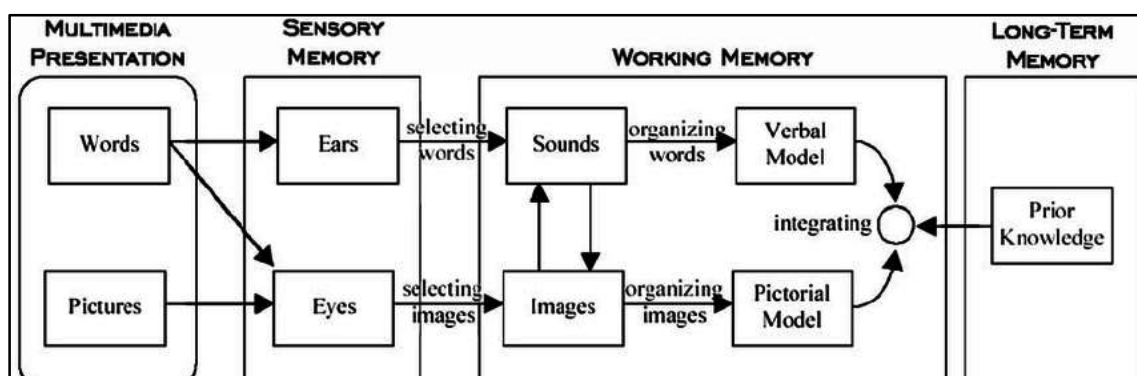 MULTIMEDIA
PRESENTATION
SENSORY
MEMORY
WORKING MEMORY
LONG-TERM
MEMORY
Words
Ears
selecting
words
Sounds
organizing
words
Verbal
Model
integrating
Prior
Knowledge
Pictures
Eyes
selecting
images
Images
organizing
images
Pictorial
Model